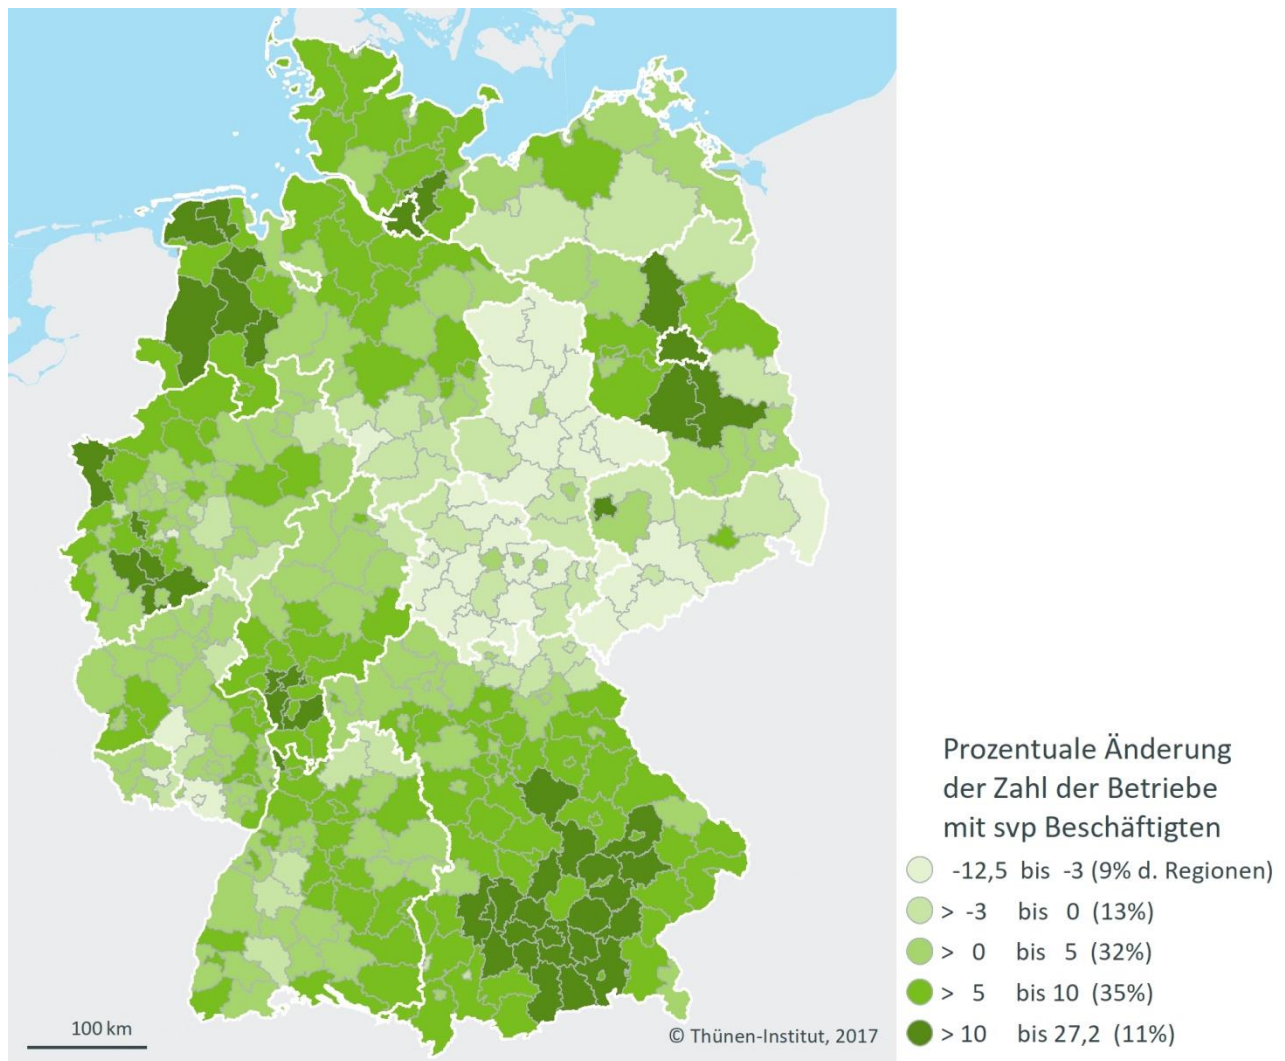 Prozentuale Änderung
der Zahl der Betriebe
mit svp Beschäftigten
-12,5 bis -3 (9% d. Regionen)
> -3 bis 0 (13%)
> 0 bis 5 (32%)
> 5 bis 10 (35%)
> 10 bis 27,2 (11%)
100 km
© Thünen-Institut, 2017